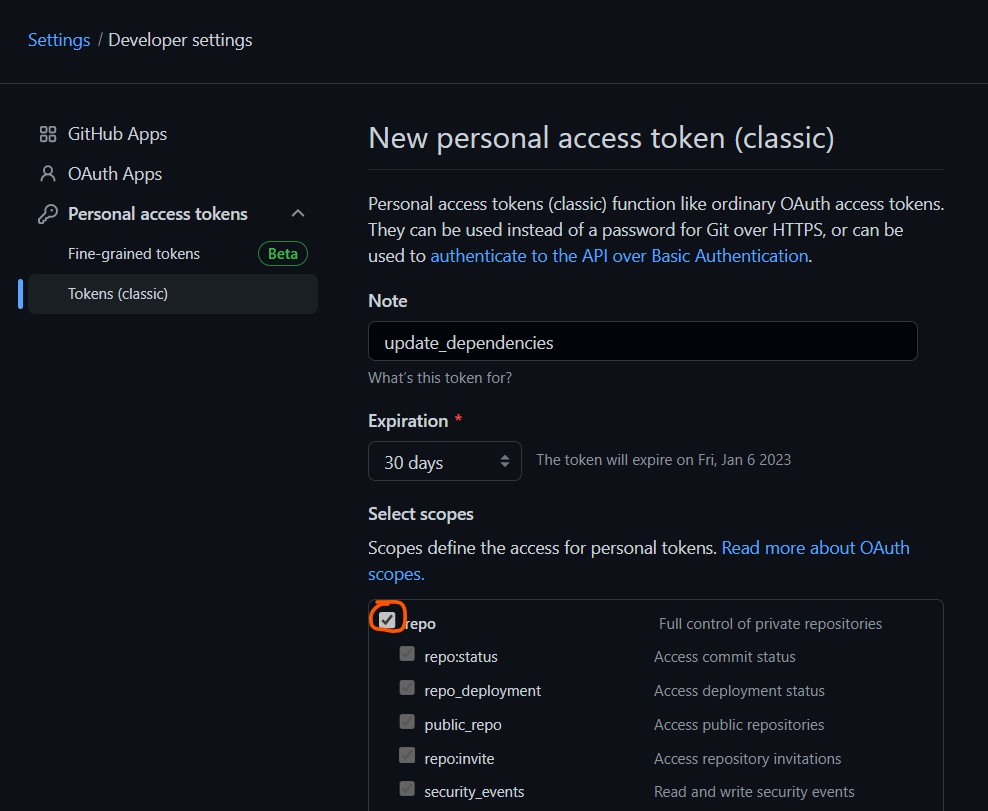 Settings / Developer settings
GitHub Apps
OAuth Apps
Personal access tokens
Fine-grained tokens Beta
Tokens (classic)
New personal access token (classic)
Personal access tokens (classic) function like ordinary OAuth access tokens.
They can be used instead of a password for Git over HTTPS, or can be
used to authenticate to the API over Basic Authentication.
Note
update_dependencies
What's this token for?
Expiration *
30 days The token will expire on Fri, Jan 6 2023
Select scopes
Scopes define the access for personal tokens. Read more about OAuth
scopes.
repo Full control of private repositories
repo:status Access commit status
repo_deployment Access deployment status
public_repo Access public repositories
repo:invite Access repository invitations
security_events Read and write security events